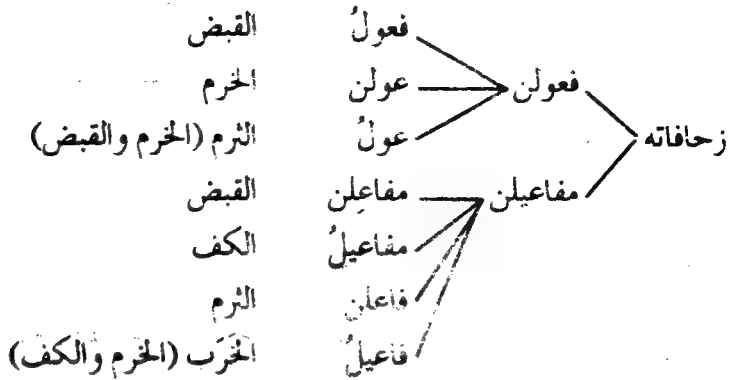 فعولُ القبض
فعولن عولن الخرم
زحافاته
عولُ الثرم (الخرم والقبض)
مفاعيلن مفاعِلن القبض
مفاعيلُ الكف
فاعلن الثرم
فاعيلُ الخَرَب (الخرم والكف)